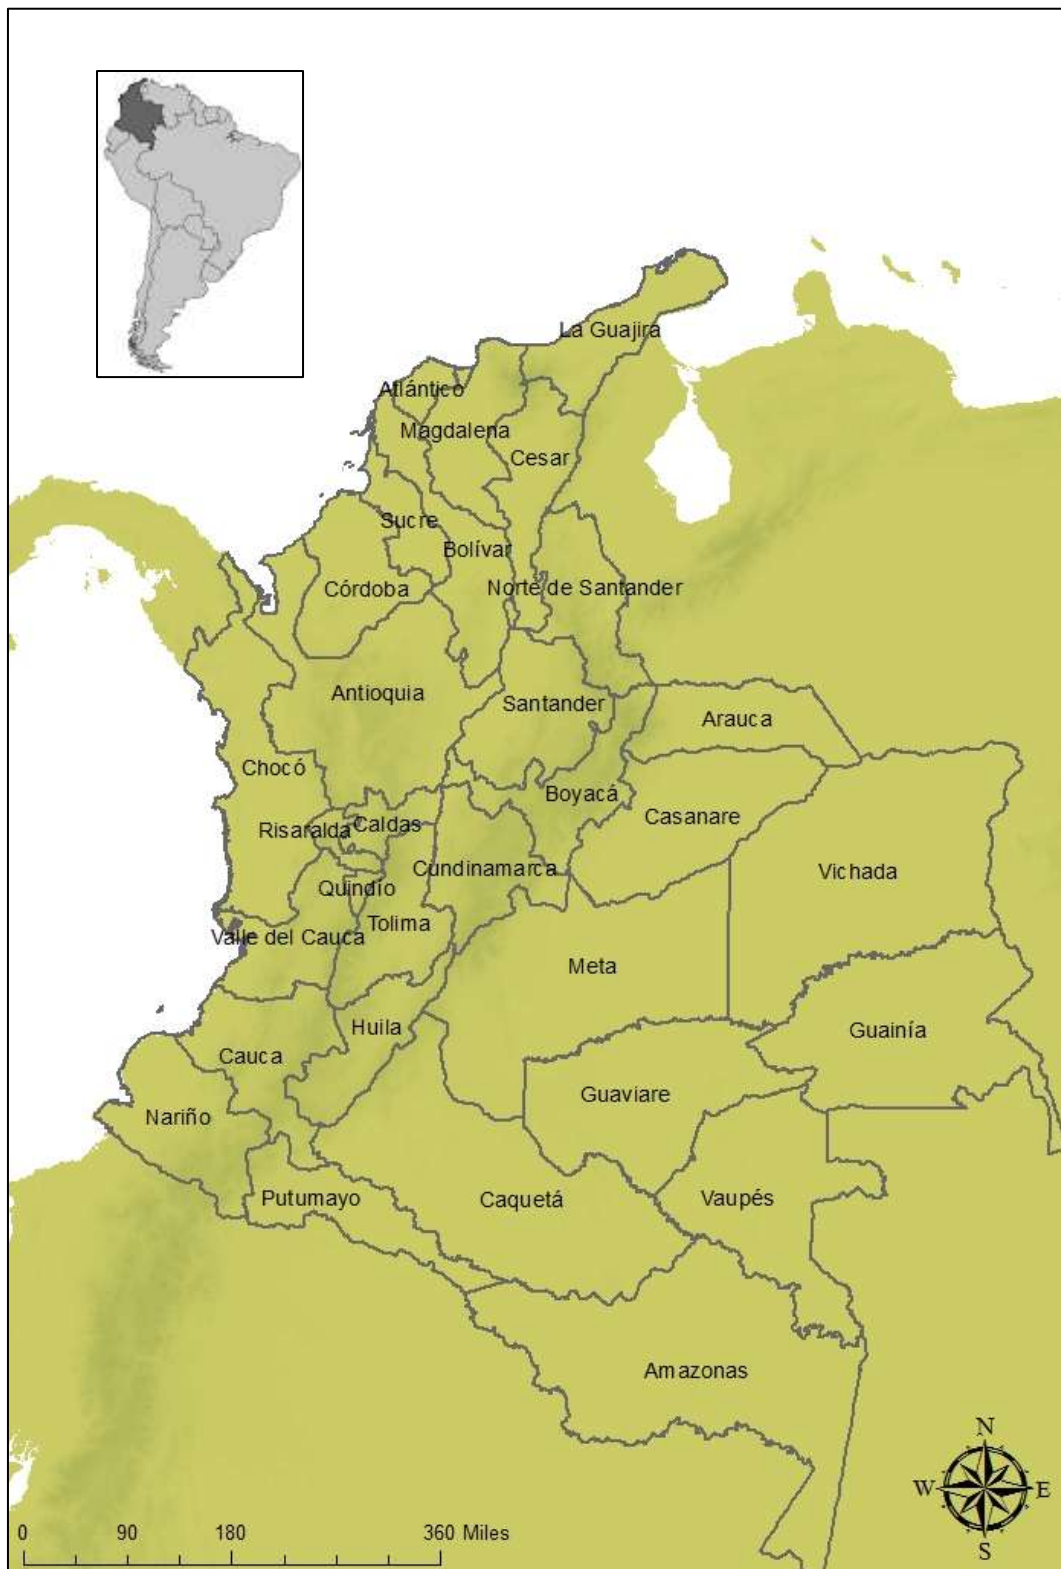 La Guajira
Atlántico
Magdalena
Cesar
Sucre
Bolívar
Córdoba
Norte de Santander
Antioquia
Santander
Arauca
Chocó
Boyacá
Casanare
Risaralda
Caldas
Cundinamarca
Vichada
Quindío
Tolima
Valle del Cauca
Meta
Huila
Guainía
Cauca
Guaviare
Nariño
Putumayo
Caquetá
Vaupés
Amazonas
N
W
E
S
0 90 180 360 Miles